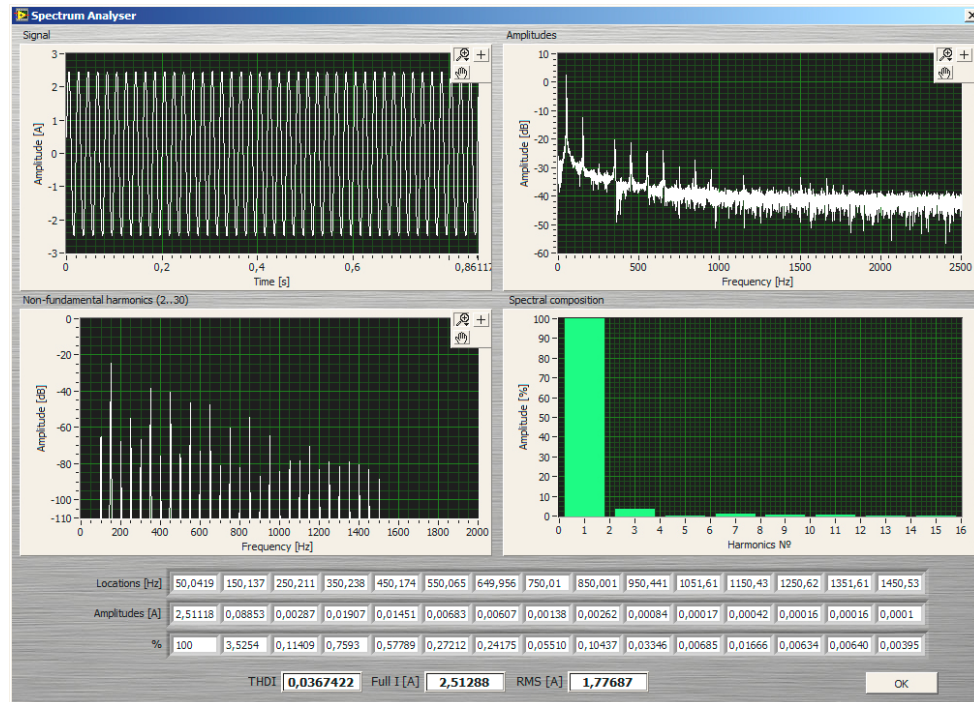 Spectrum Analyser
Signal
Amplitudes
3
2
1
0
-1
-2
-3
Amplitude [A]
0 0,2 0,4 0,6 0,86117
Time [s]
10
0
-10
-20
-30
-40
-50
-60
Amplitude [dB]
0 500 1000 1500 2000 2500
Frequency [Hz]
Non-fundamental harmonics (2..30)
Spectral composition
0
-20
-40
-60
-80
-100
-110
Amplitude [dB]
0 200 400 600 800 1000 1200 1400 1600 1800 2000
Frequency [Hz]
100
90
80
70
60
50
40
30
20
10
0
Amplitude [%]
0 1 2 3 4 5 6 7 8 9 10 11 12 13 14 15 16
Harmonics Nº
Locations [Hz] 50,0419 150,137 250,211 350,238 450,174 550,065 649,956 750,01 850,001 950,441 1051,61 1150,43 1250,62 1351,61 1450,53
Amplitudes [A] 2,51118 0,08853 0,00287 0,01907 0,01451 0,00683 0,00607 0,00138 0,00262 0,00084 0,00017 0,00042 0,00016 0,00016 0,0001
% 100 3,5254 0,11409 0,7593 0,57789 0,27212 0,24175 0,05510 0,10437 0,03346 0,00685 0,01666 0,00634 0,00640 0,00395
THDI 0,0367422 Full I [A] 2,51288 RMS [A] 1,77687 OK